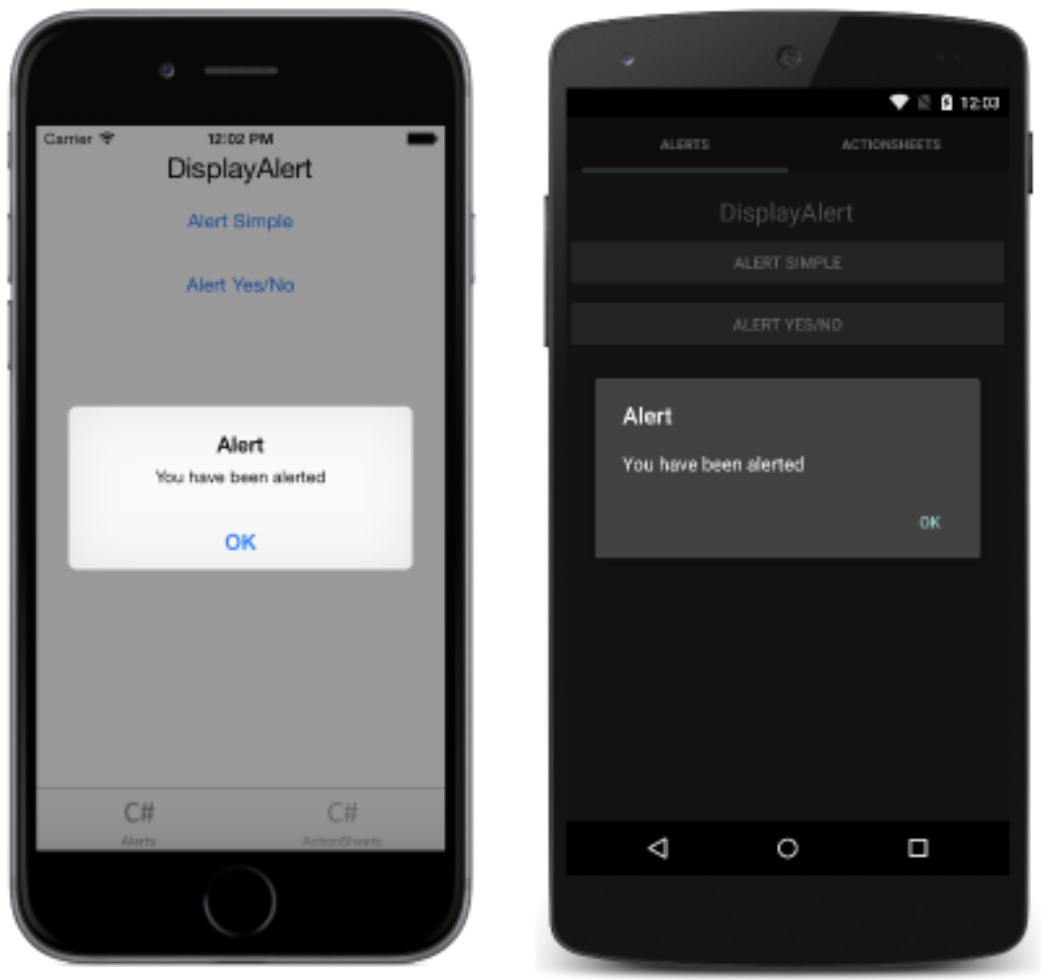 Carrier 12:02 PM
DisplayAlert
Alert Simple
Alert Yes/No
Alert
You have been alerted
OK
C# C#
Alerts ActionSheets
12:03
ALERTS ACTIONSHEETS
DisplayAlert
ALERT SIMPLE
ALERT YES/NO
Alert
You have been alerted
OK